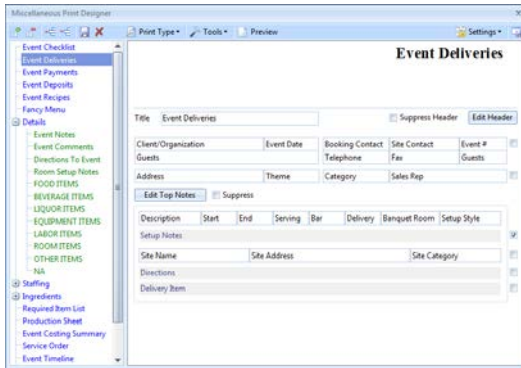 Miscellaneous Print Designer
Print Type Tools Preview Settings
Event Checklist
Event Deliveries
Event Payments
Event Deposits
Event Recipes
Fancy Menu
Details
Event Notes
Event Comments
Directions To Event
Room Setup Notes
FOOD ITEMS
BEVERAGE ITEMS
LIQUOR ITEMS
EQUIPMENT ITEMS
LABOR ITEMS
ROOM ITEMS
OTHER ITEMS
NA
Staffing
Ingredients
Required Item List
Production Sheet
Event Costing Summary
Service Order
Event Timeline
Event Deliveries
Title Event Deliveries Suppress Header Edit Header
Client/Organization Event Date Booking Contact Site Contact Event #
Guests Telephone Fax Guests
Address Theme Category Sales Rep
Edit Top Notes Suppress
Description Start End Serving Bar Delivery Banquet Room Setup Style
Setup Notes
Site Name Site Address Site Category
Directions
Delivery Item